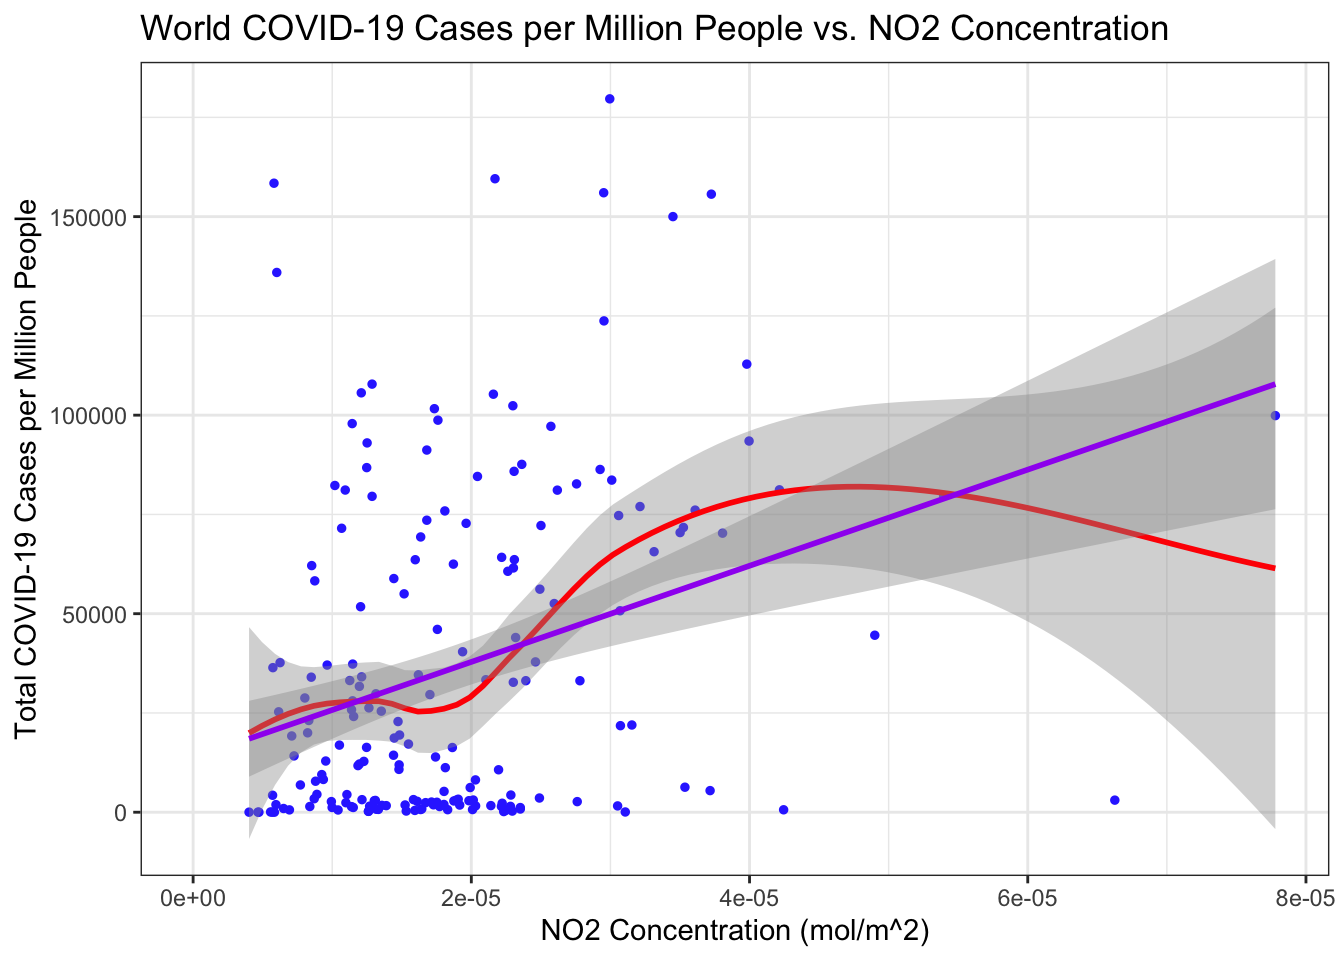 World COVID-19 Cases per Million People vs. NO2 Concentration
Total COVID-19 Cases per Million People
150000
100000
50000
0
0e+00 2e-05 4e-05 6e-05 8e-05
NO2 Concentration (mol/m^2)